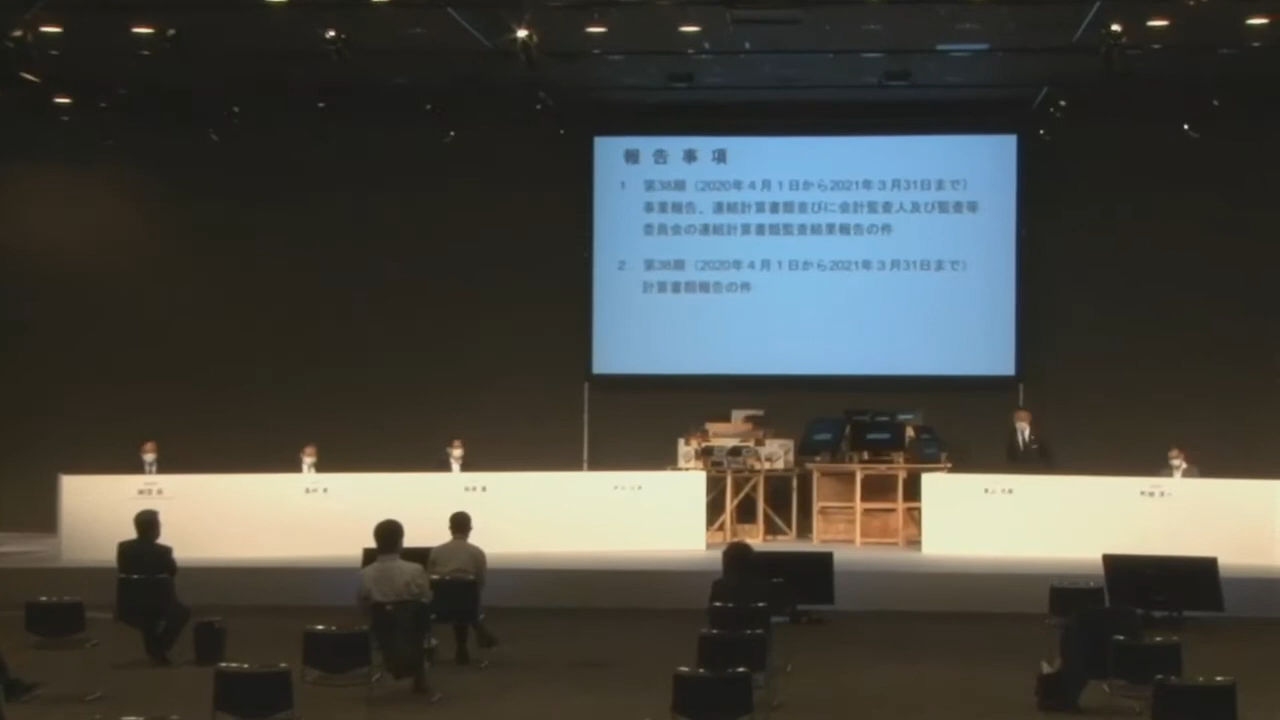 報告事項
1 第38期（2020年4月1日から2021年3月31日まで）
事業報告、連結計算書類並びに会計監査人及び監査等
委員会の連結計算書類監査結果報告の件
2 第38期（2020年4月1日から2021年3月31日まで）
計算書類報告の件